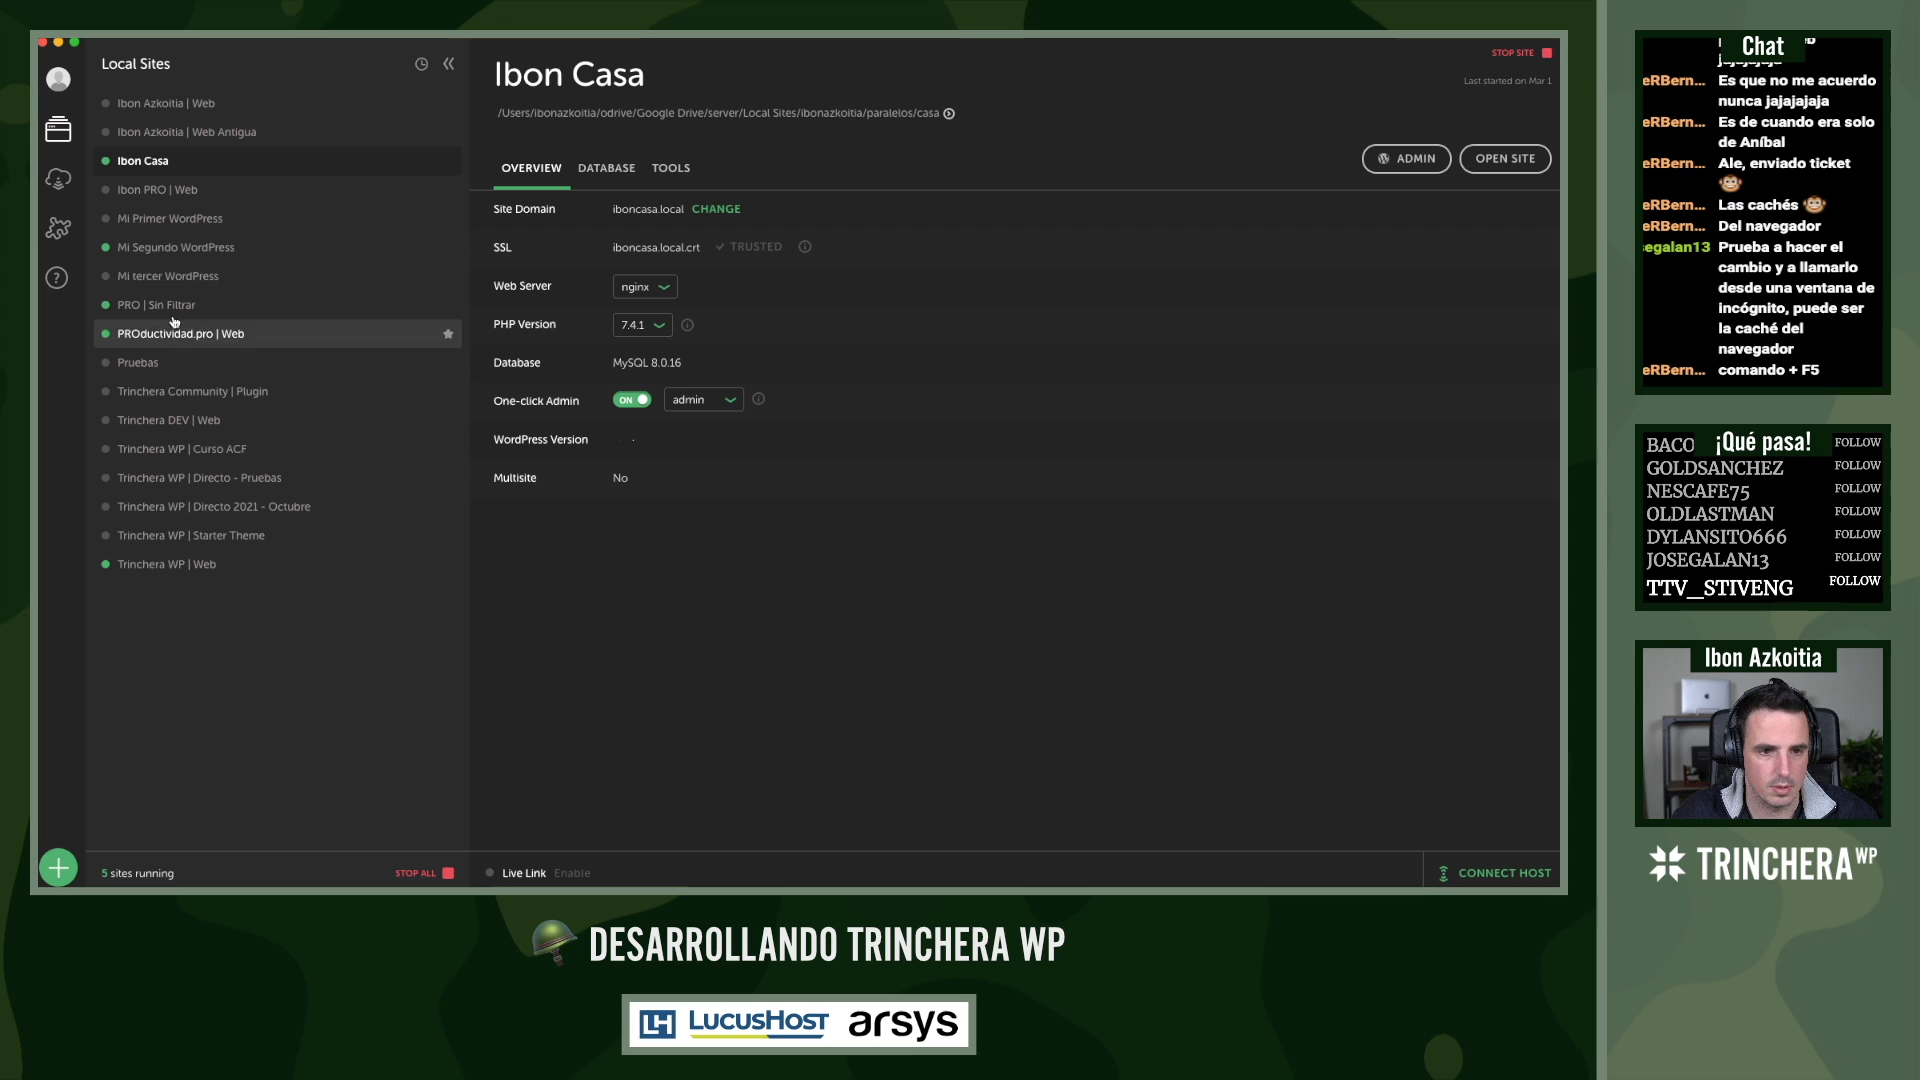 Local Sites
Ibon Azkoitia | Web
Ibon Azkoitia | Web Antigua
Ibon Casa
Ibon PRO | Web
Mi Primer WordPress
Mi Segundo WordPress
Mi tercer WordPress
PRO | Sin Filtrar
PROductividad.pro | Web
Pruebas
Trinchera Community | Plugin
Trinchera DEV | Web
Trinchera WP | Curso ACF
Trinchera WP | Directo - Pruebas
Trinchera WP | Directo 2021 - Octubre
Trinchera WP | Starter Theme
Trinchera WP | Web
5 sites running
STOP ALL
Ibon Casa
STOP SITE
Last started on Mar 1
/Users/ibonazkoitia/odrive/Google Drive/server/Local Sites/ibonazkoitia/paralelos/casa
OVERVIEW DATABASE TOOLS
ADMIN
OPEN SITE
Site Domain iboncasa.local CHANGE
SSL iboncasa.local.crt ✓ TRUSTED
Web Server nginx
PHP Version 7.4.1
Database MySQL 8.0.16
One-click Admin ON admin
WordPress Version
Multisite No
Live Link Enable
CONNECT HOST
Chat
eRBern... Es que no me acuerdo
nunca jajajajaja
eRBern... Es de cuando era solo
de Aníbal
eRBern... Ale, enviado ticket
🐵
eRBern... Las cachés 🐵
eRBern... Del navegador
egalan13 Prueba a hacer el
cambio y a llamarlo
desde una ventana de
incógnito, puede ser
la caché del
navegador
eRBern... comando + F5
¡Qué pasa!
BACO FOLLOW
GOLDSANCHEZ FOLLOW
NESCAFE75 FOLLOW
OLDLASTMAN FOLLOW
DYLANSITO666 FOLLOW
JOSEGALAN13 FOLLOW
TTV_STIVENG FOLLOW
Ibon Azkoitia
TRINCHERA WP
DESARROLLANDO TRINCHERA WP
LH LUCUSHOST arsys